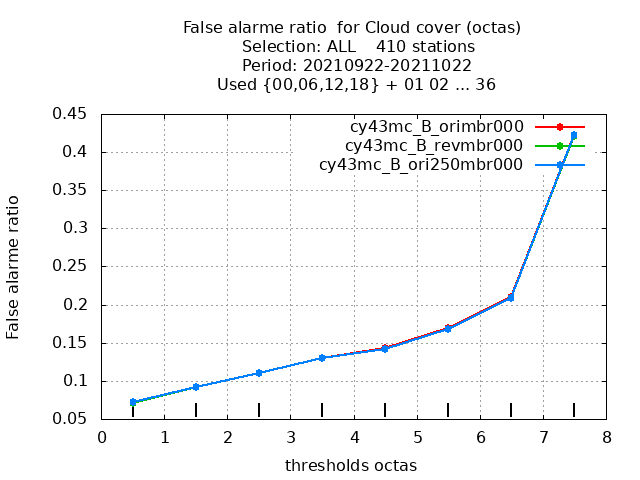 False alarme ratio  for Cloud cover (octas)
Selection: ALL    410 stations
Period: 20210922-20211022
Used {00,06,12,18} + 01 02 ... 36
cy43mc_B_orimbr000
cy43mc_B_revmbr000
cy43mc_B_ori250mbr000
False alarme ratio
0.45
0.4
0.35
0.3
0.25
0.2
0.15
0.1
0.05
0 1 2 3 4 5 6 7 8
thresholds octas